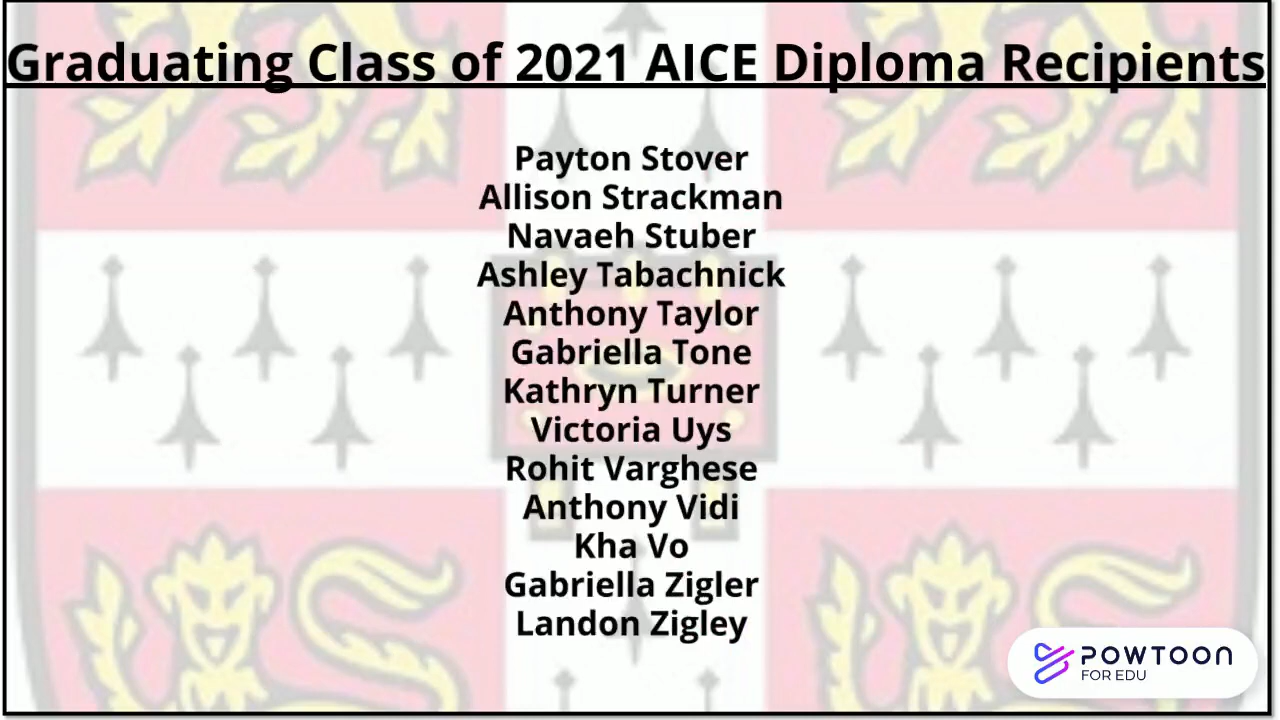 Graduating Class of 2021 AICE Diploma Recipients
Payton Stover
Allison Strackman
Navaeh Stuber
Ashley Tabachnick
Anthony Taylor
Gabriella Tone
Kathryn Turner
Victoria Uys
Rohit Varghese
Anthony Vidi
Kha Vo
Gabriella Zigler
Landon Zigley
POWTOON
FOR EDU